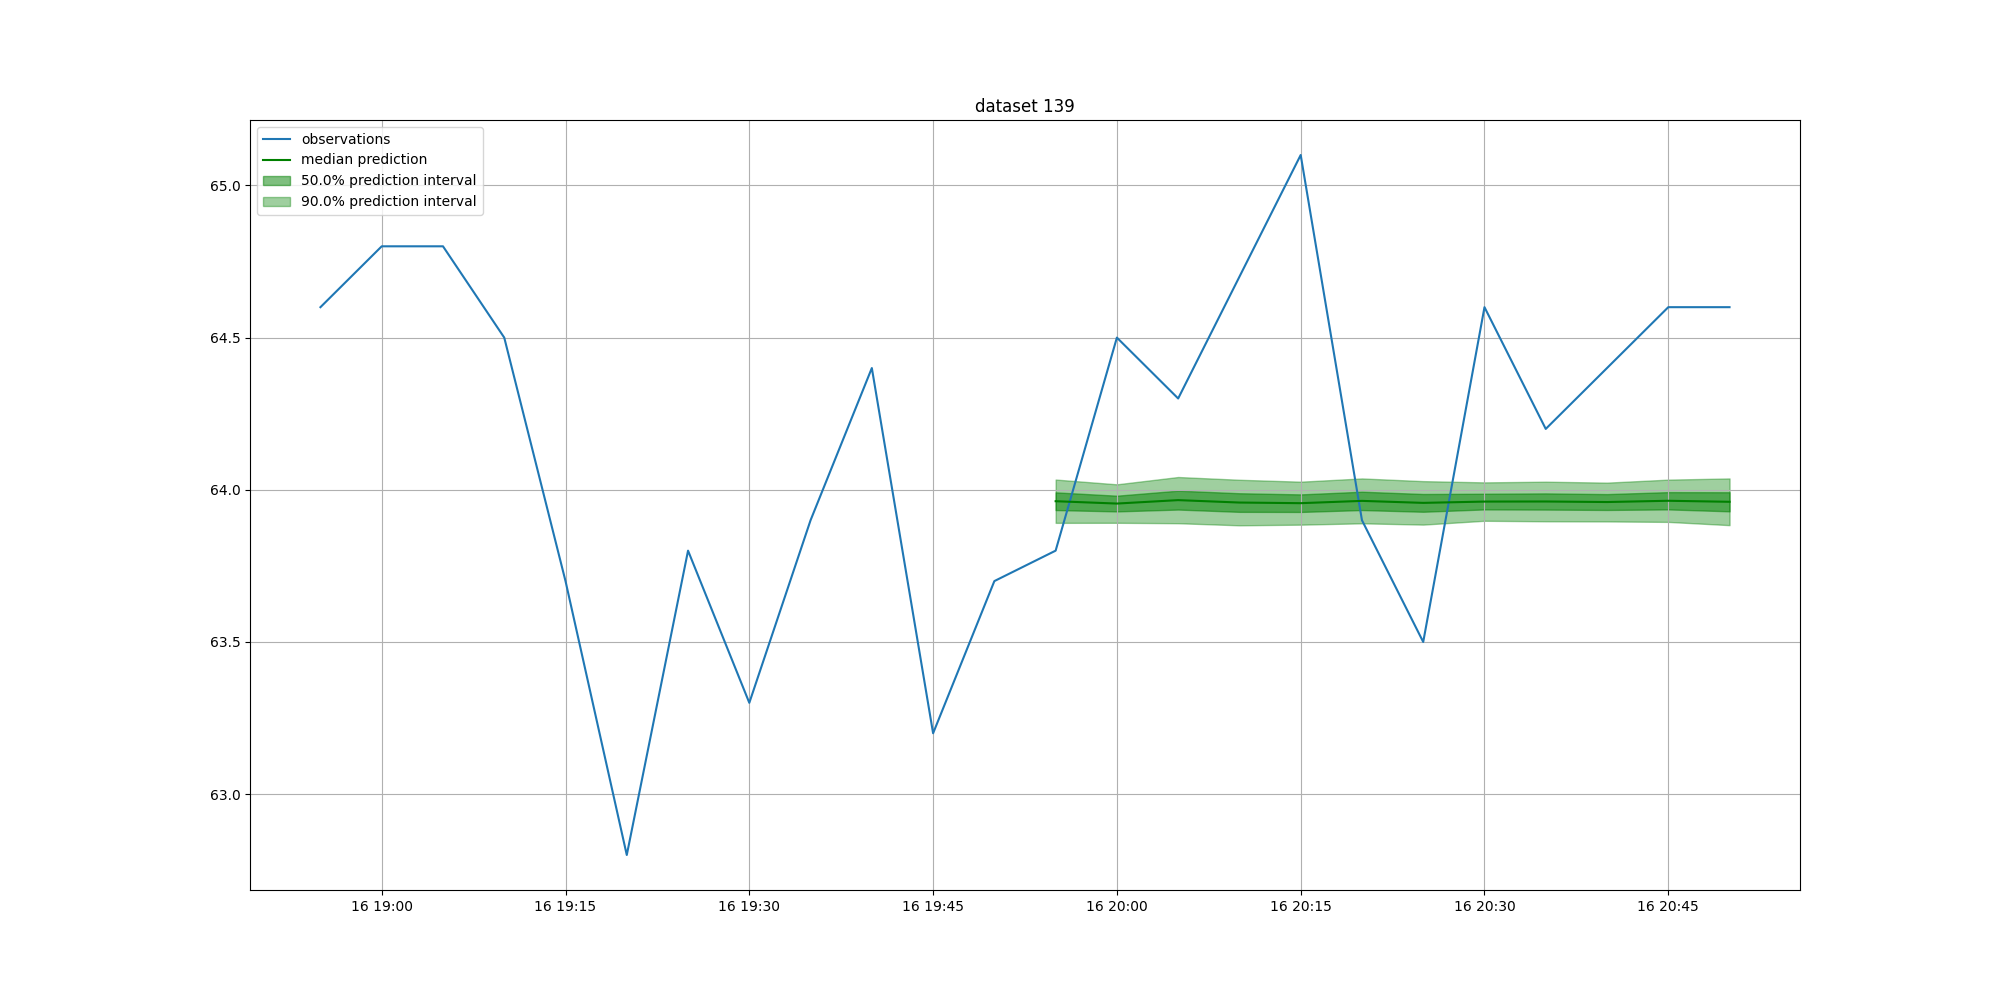 dataset 139
observations
median prediction
50.0% prediction interval
90.0% prediction interval
65.0
64.5
64.0
63.5
63.0
16 19:00
16 19:15
16 19:30
16 19:45
16 20:00
16 20:15
16 20:30
16 20:45